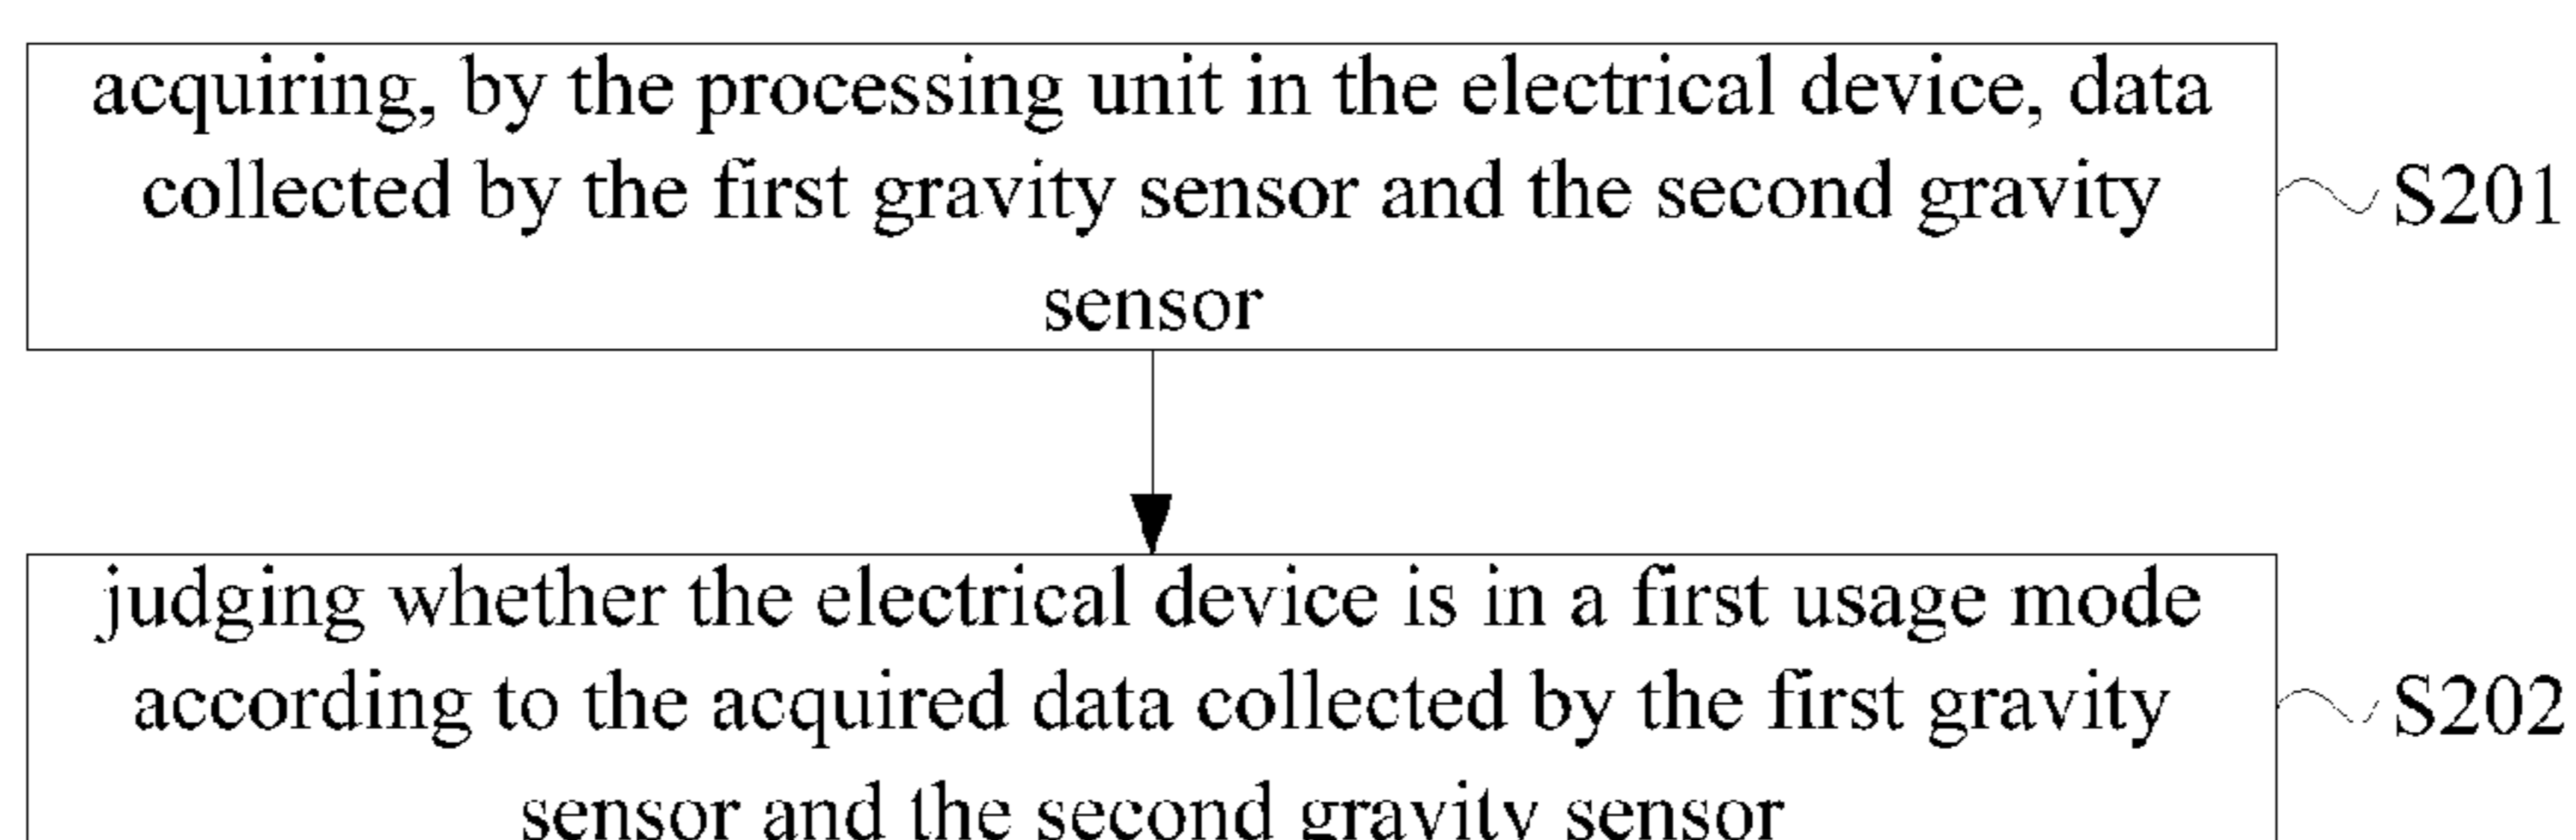 acquiring, by the processing unit in the electrical device, data
collected by the first gravity sensor and the second gravity
sensor
S201
judging whether the electrical device is in a first usage mode
according to the acquired data collected by the first gravity
sensor and the second gravity sensor
S202